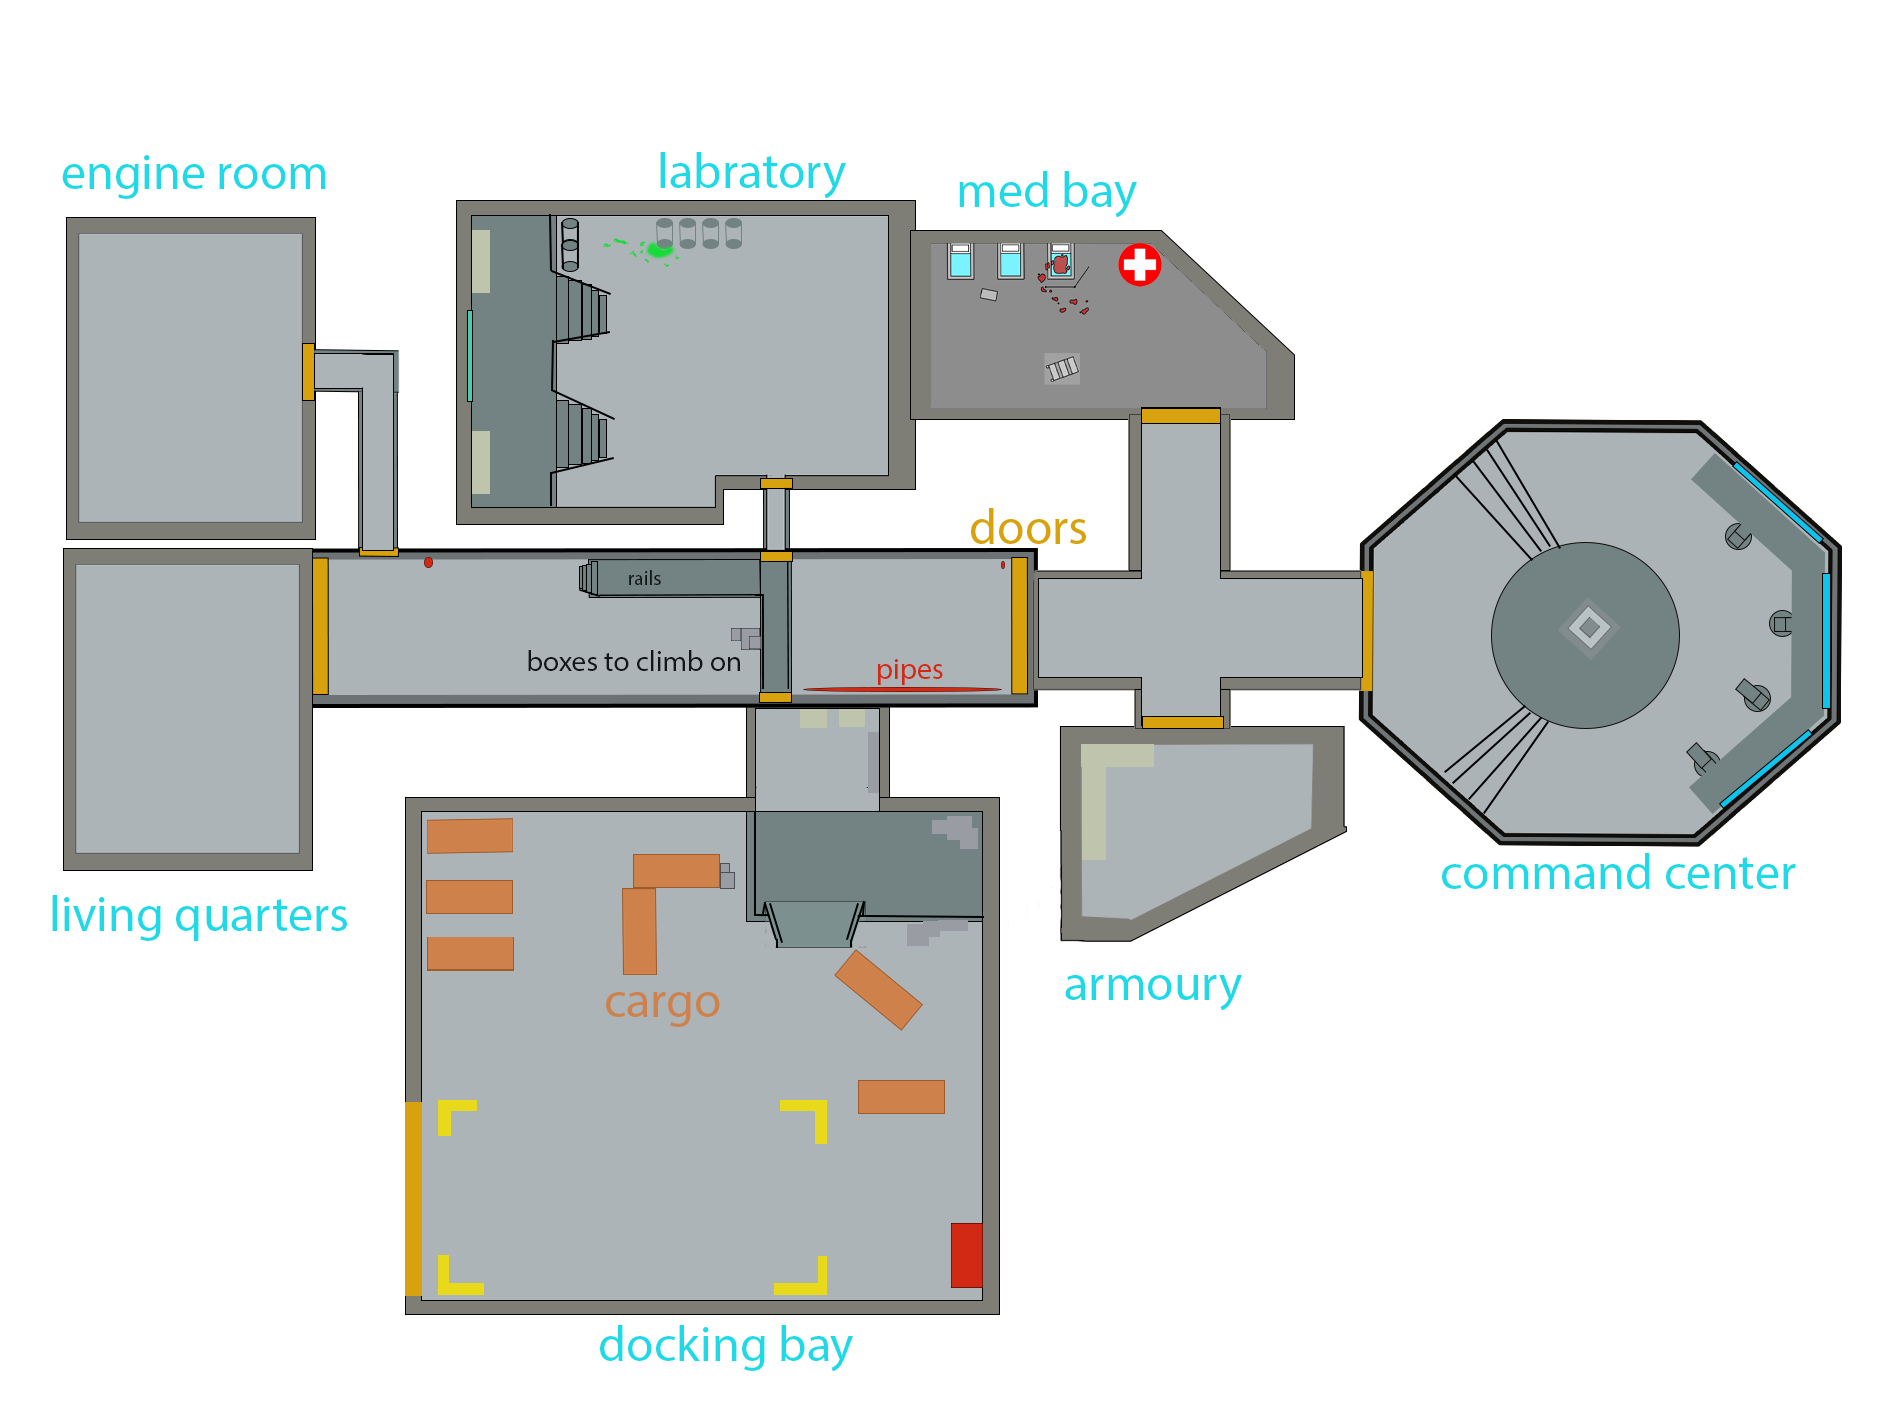 engine room
labratory
med bay
doors
rails
boxes to climb on
pipes
living quarters
command center
cargo
armoury
docking bay